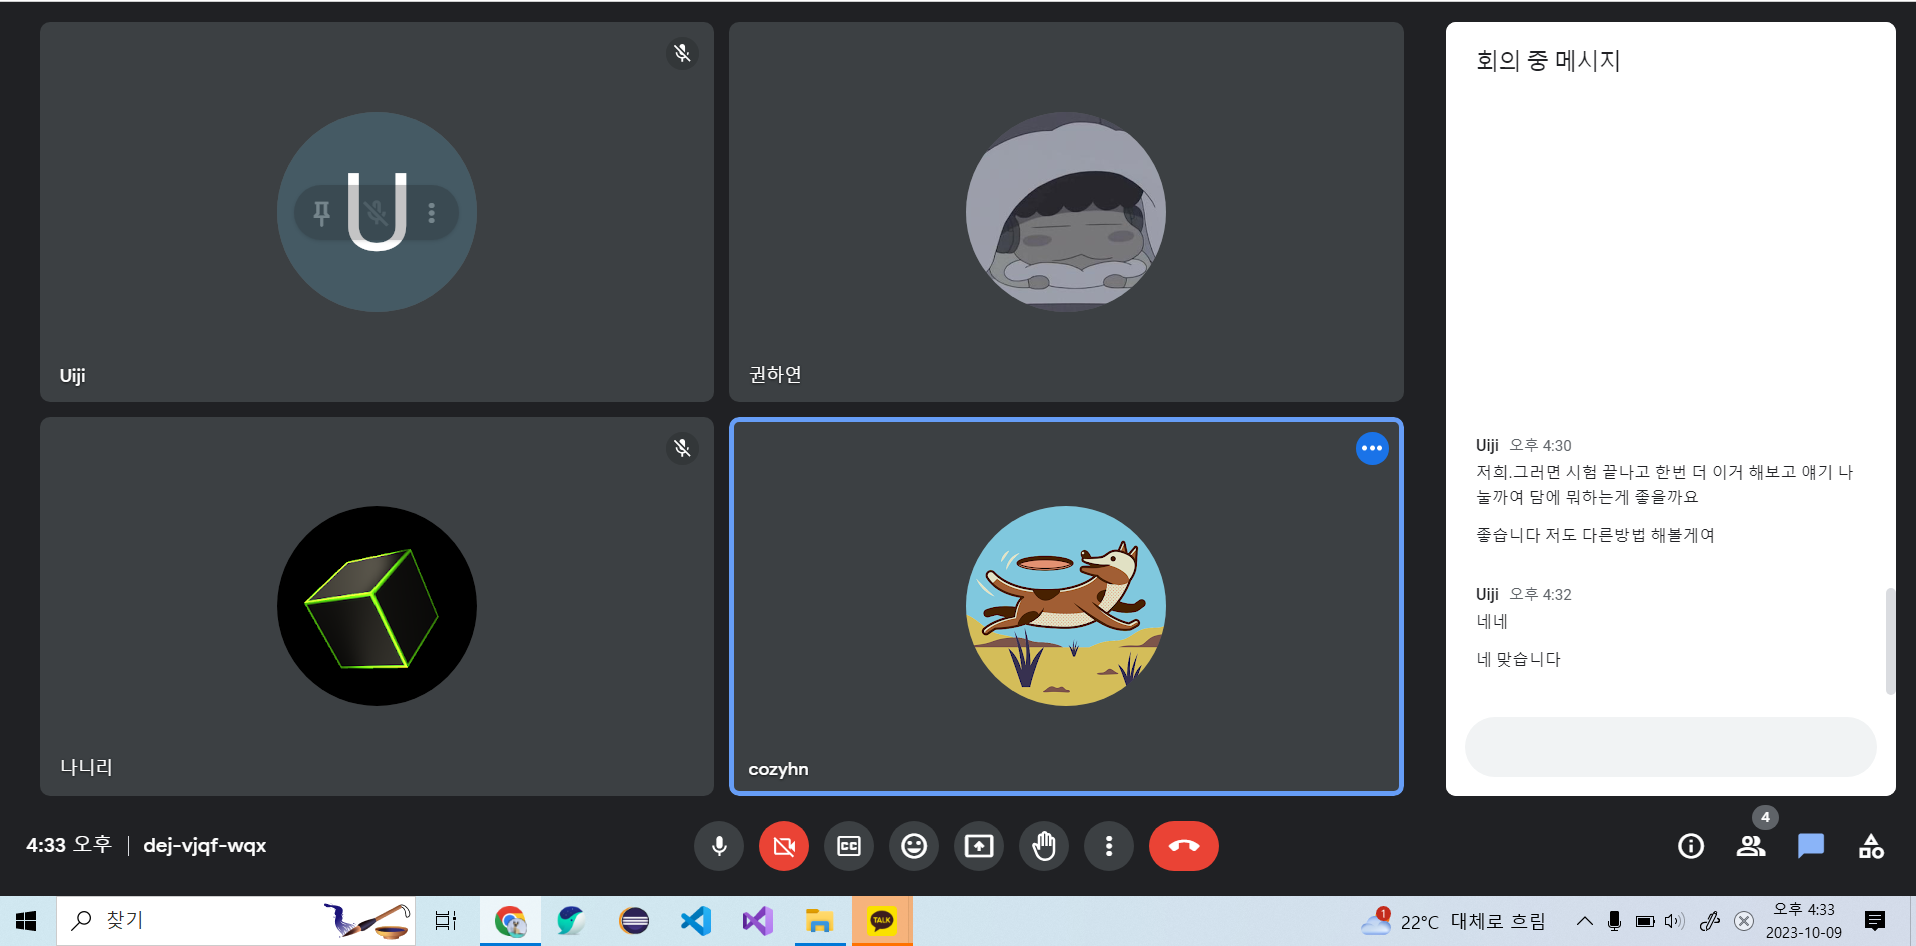 U
Uiji
권하연
나니리
cozyhn
회의 중 메시지
Uiji 오후 4:30
저희.그러면 시험 끝나고 한번 더 이거 해보고 얘기 나
눌까여 담에 뭐하는게 좋을까요
좋습니다 저도 다른방법 해볼게여
Uiji 오후 4:32
네네
네 맞습니다
4:33 오후 | dej-vjqf-wqx
CC
4
찾기
TALK
1
22°C 대체로 흐림
오후 4:33
2023-10-09